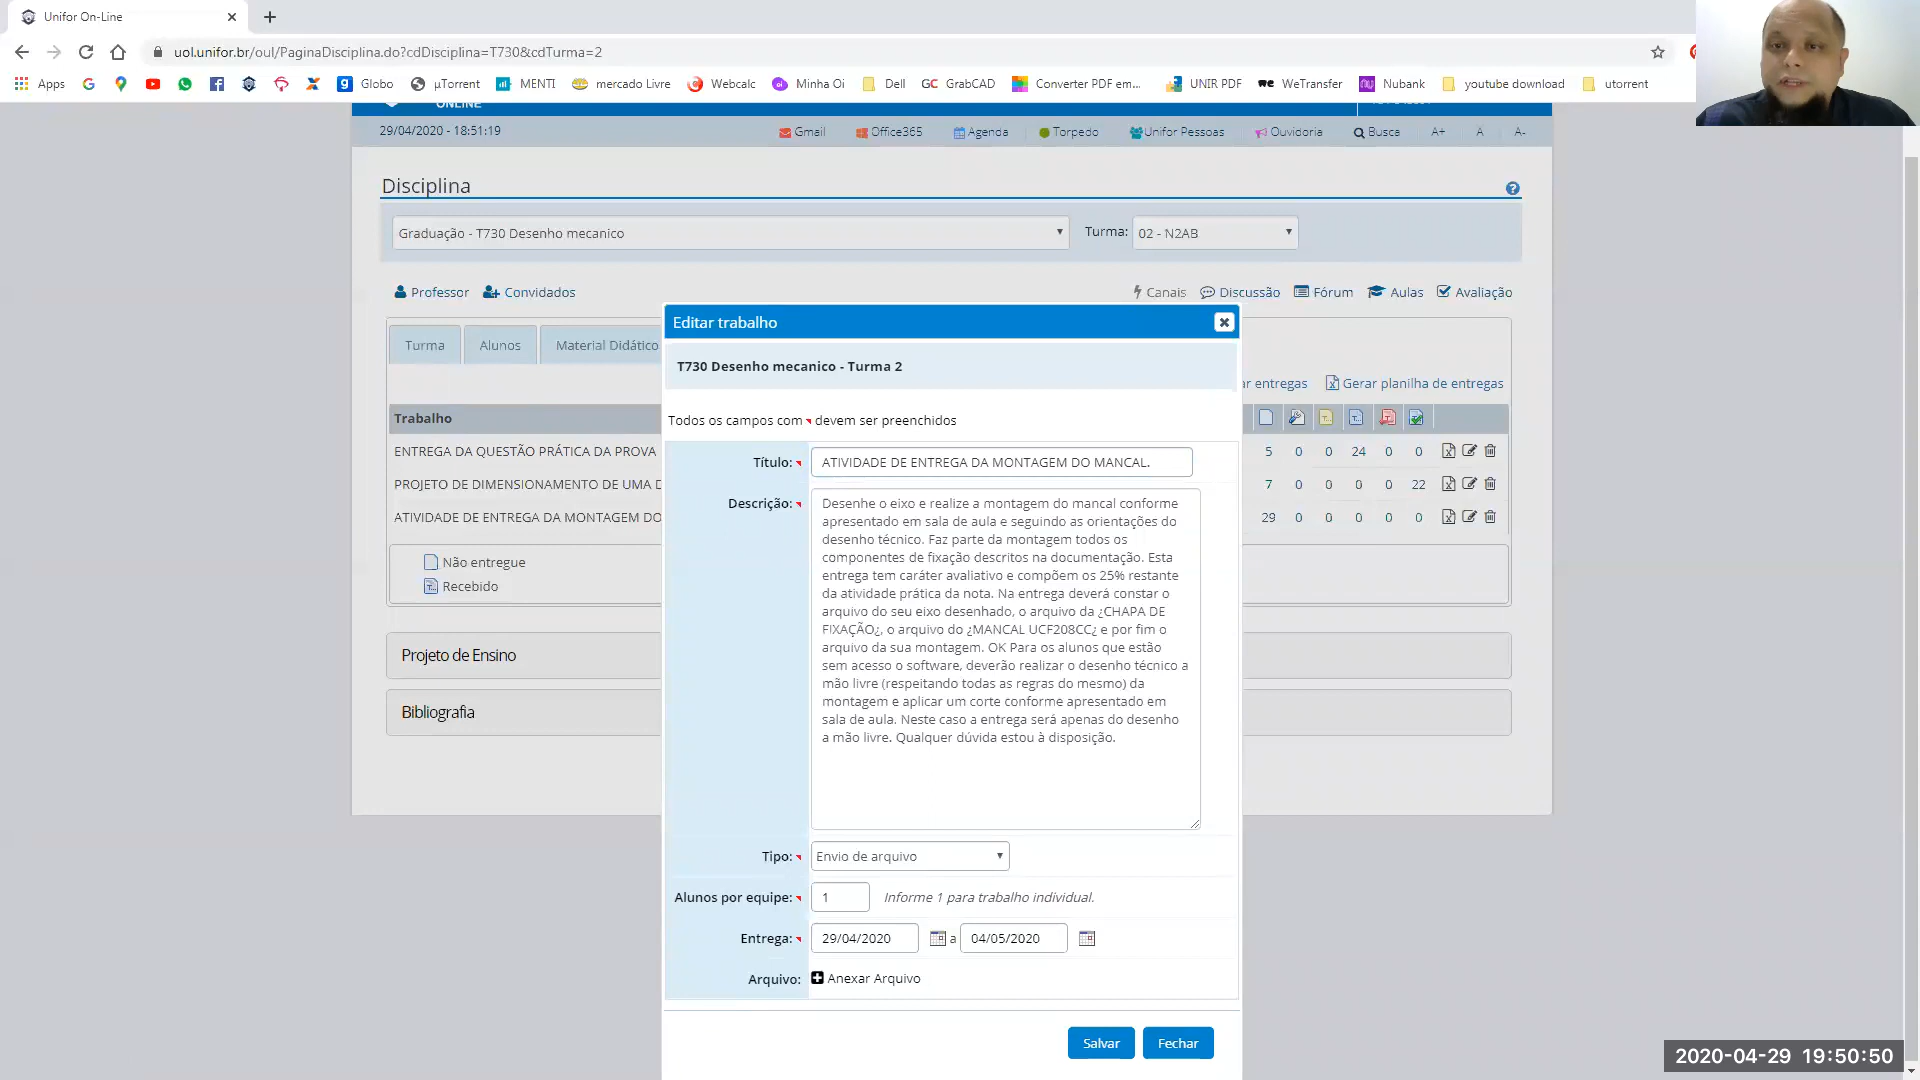 Unifor On-Line
uol.unifor.br/oul/PaginaDisciplina.do?cdDisciplina=T730&cdTurma=2
Apps Globo µTorrent MENTI mercado Livre Webcalc Minha Oi Dell GC GrabCAD Converter PDF em... UNIR PDF we WeTransfer Nubank youtube download utorrent
ONLINE
29/04/2020 - 18:51:19 Gmail Office365 Agenda Torpedo Unifor Pessoas Ouvidoria Busca A+ A A-
Disciplina
Graduação - T730 Desenho mecanico Turma: 02 - N2AB
Professor Convidados Canais Discussão Fórum Aulas Avaliação
Editar trabalho
Turma Alunos Material Didático
T730 Desenho mecanico - Turma 2
ar entregas Gerar planilha de entregas
Trabalho
Todos os campos com devem ser preenchidos
ENTREGA DA QUESTÃO PRÁTICA DA PROVA 5 0 0 24 0 0
Título: ATIVIDADE DE ENTREGA DA MONTAGEM DO MANCAL.
PROJETO DE DIMENSIONAMENTO DE UMA D 7 0 0 0 0 22
ATIVIDADE DE ENTREGA DA MONTAGEM DO 29 0 0 0 0 0
Não entregue
Recebido
Descrição: Desenhe o eixo e realize a montagem do mancal conforme
apresentado em sala de aula e seguindo as orientações do
desenho técnico. Faz parte da montagem todos os
componentes de fixação descritos na documentação. Esta
entrega tem caráter avaliativo e compõem os 25% restante
da atividade prática da nota. Na entrega deverá constar o
arquivo do seu eixo desenhado, o arquivo da ¿CHAPA DE
FIXAÇÃO¿, o arquivo do ¿MANCAL UCF208CC¿ e por fim o
arquivo da sua montagem. OK Para os alunos que estão
sem acesso o software, deverão realizar o desenho técnico a
mão livre (respeitando todas as regras do mesmo) da
montagem e aplicar um corte conforme apresentado em
sala de aula. Neste caso a entrega será apenas do desenho
a mão livre. Qualquer dúvida estou à disposição.
Projeto de Ensino
Bibliografia
Tipo: Envio de arquivo
Alunos por equipe: 1 Informe 1 para trabalho individual.
Entrega: 29/04/2020 a 04/05/2020
Arquivo: Anexar Arquivo
Salvar Fechar
2020-04-29 19:50:50